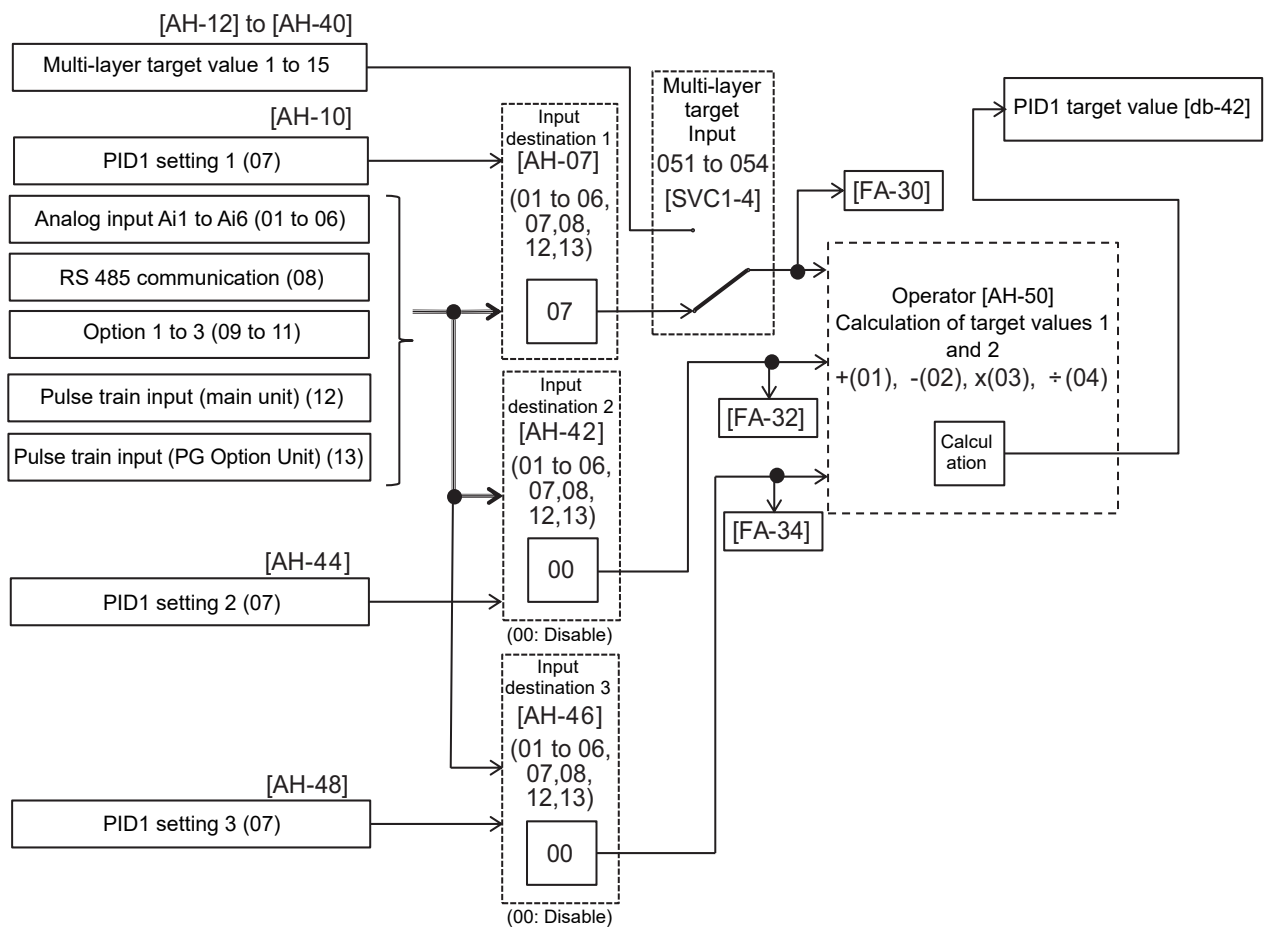 [AH-12] to [AH-40]
Multi-layer target value 1 to 15
[AH-10]
PID1 setting 1 (07)
Analog input Ai1 to Ai6 (01 to 06)
RS 485 communication (08)
Option 1 to 3 (09 to 11)
Pulse train input (main unit) (12)
Pulse train input (PG Option Unit) (13)
[AH-44]
PID1 setting 2 (07)
[AH-48]
PID1 setting 3 (07)
Input
destination 1
[AH-07]
(01 to 06,
07,08,
12,13)
07
Input
destination 2
[AH-42]
(01 to 06,
07,08,
12,13)
00
(00: Disable)
Input
destination 3
[AH-46]
(01 to 06,
07,08,
12,13)
00
(00: Disable)
Multi-layer
target
Input
051 to 054
[SVC1-4]
[FA-30]
[FA-32]
[FA-34]
PID1 target value [db-42]
Operator [AH-50]
Calculation of target values 1
and 2
+(01), -(02), x(03), ÷(04)
Calcul
ation